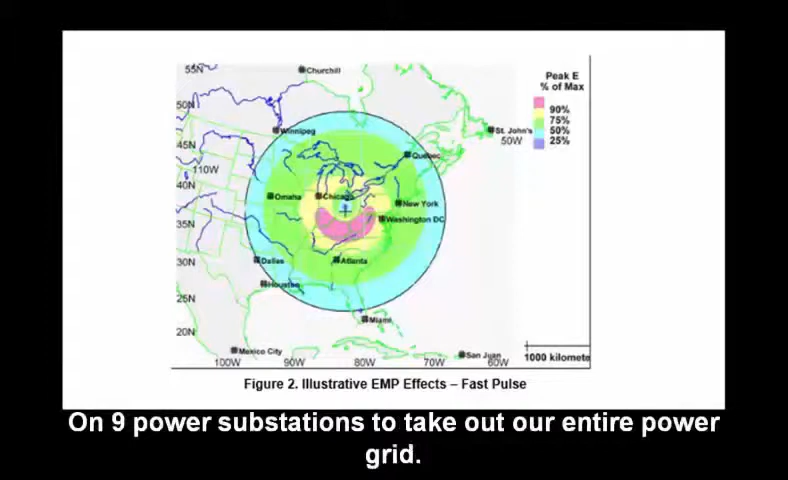 55N
Churchill
Peak E
% of Max
90%
75%
50%
25%
50N
Winnipeg
St. John's
50W
45N
Quebec
110W
40N
Omaha
Chicago
New York
35N
Washington DC
30N
Dallas
Atlanta
Houston
25N
Miami
20N
Mexico City
San Juan
100W 90W 80W 70W 60W
1000 kilomete
Figure 2. Illustrative EMP Effects – Fast Pulse
On 9 power substations to take out our entire power
grid.